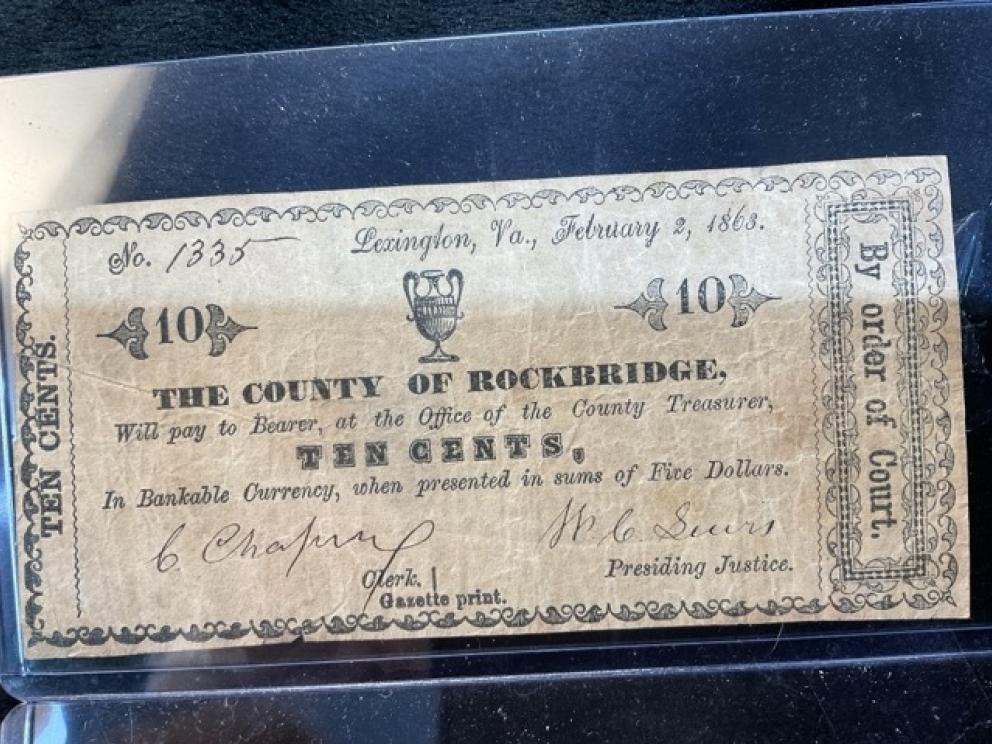 No. 1335
Lexington, Va., February 2, 1863.
10
10
THE COUNTY OF ROCKBRIDGE,
Will pay to Bearer, at the Office of the County Treasurer,
TEN CENTS,
In Bankable Currency, when presented in sums of Five Dollars.
C Chapin
W. C. Lewis
Clerk.
Presiding Justice.
Gazette print.
TEN CENTS.
By order of Court.